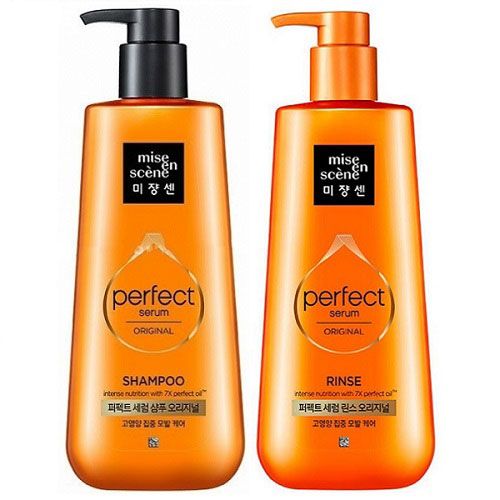 mise
en
scène
미쟝센
perfect
serum
ORIGINAL
SHAMPOO
intense nutrition with 7X perfect oil™
퍼펙트 세럼 샴푸 오리지널
고영양 집중 모발 케어
mise
en
scène
미쟝센
perfect
serum
ORIGINAL
RINSE
intense nutrition with 7X perfect oil™
퍼펙트 세럼 린스 오리지널
고영양 집중 모발 케어